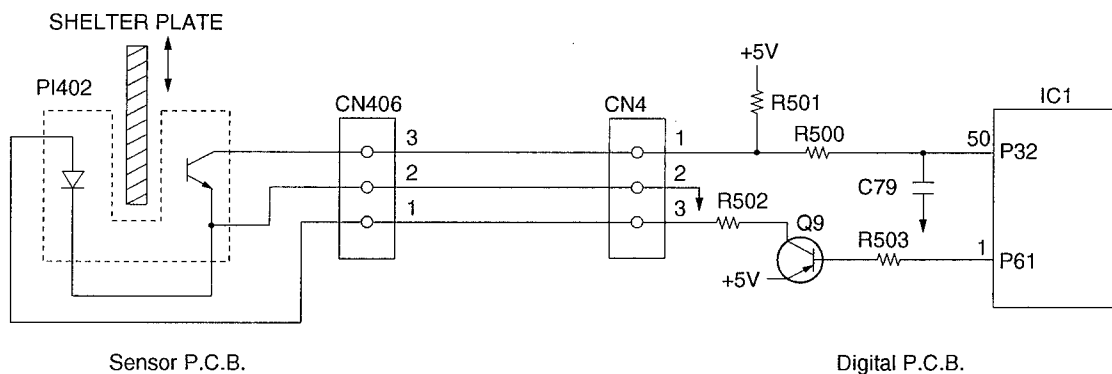 SHELTER PLATE
PI402
CN406
CN4
+5V
R501
IC1
3
1
R500
50
P32
2
2
C79
1
3
R502
Q9
R503
1
P61
+5V
Sensor P.C.B.
Digital P.C.B.